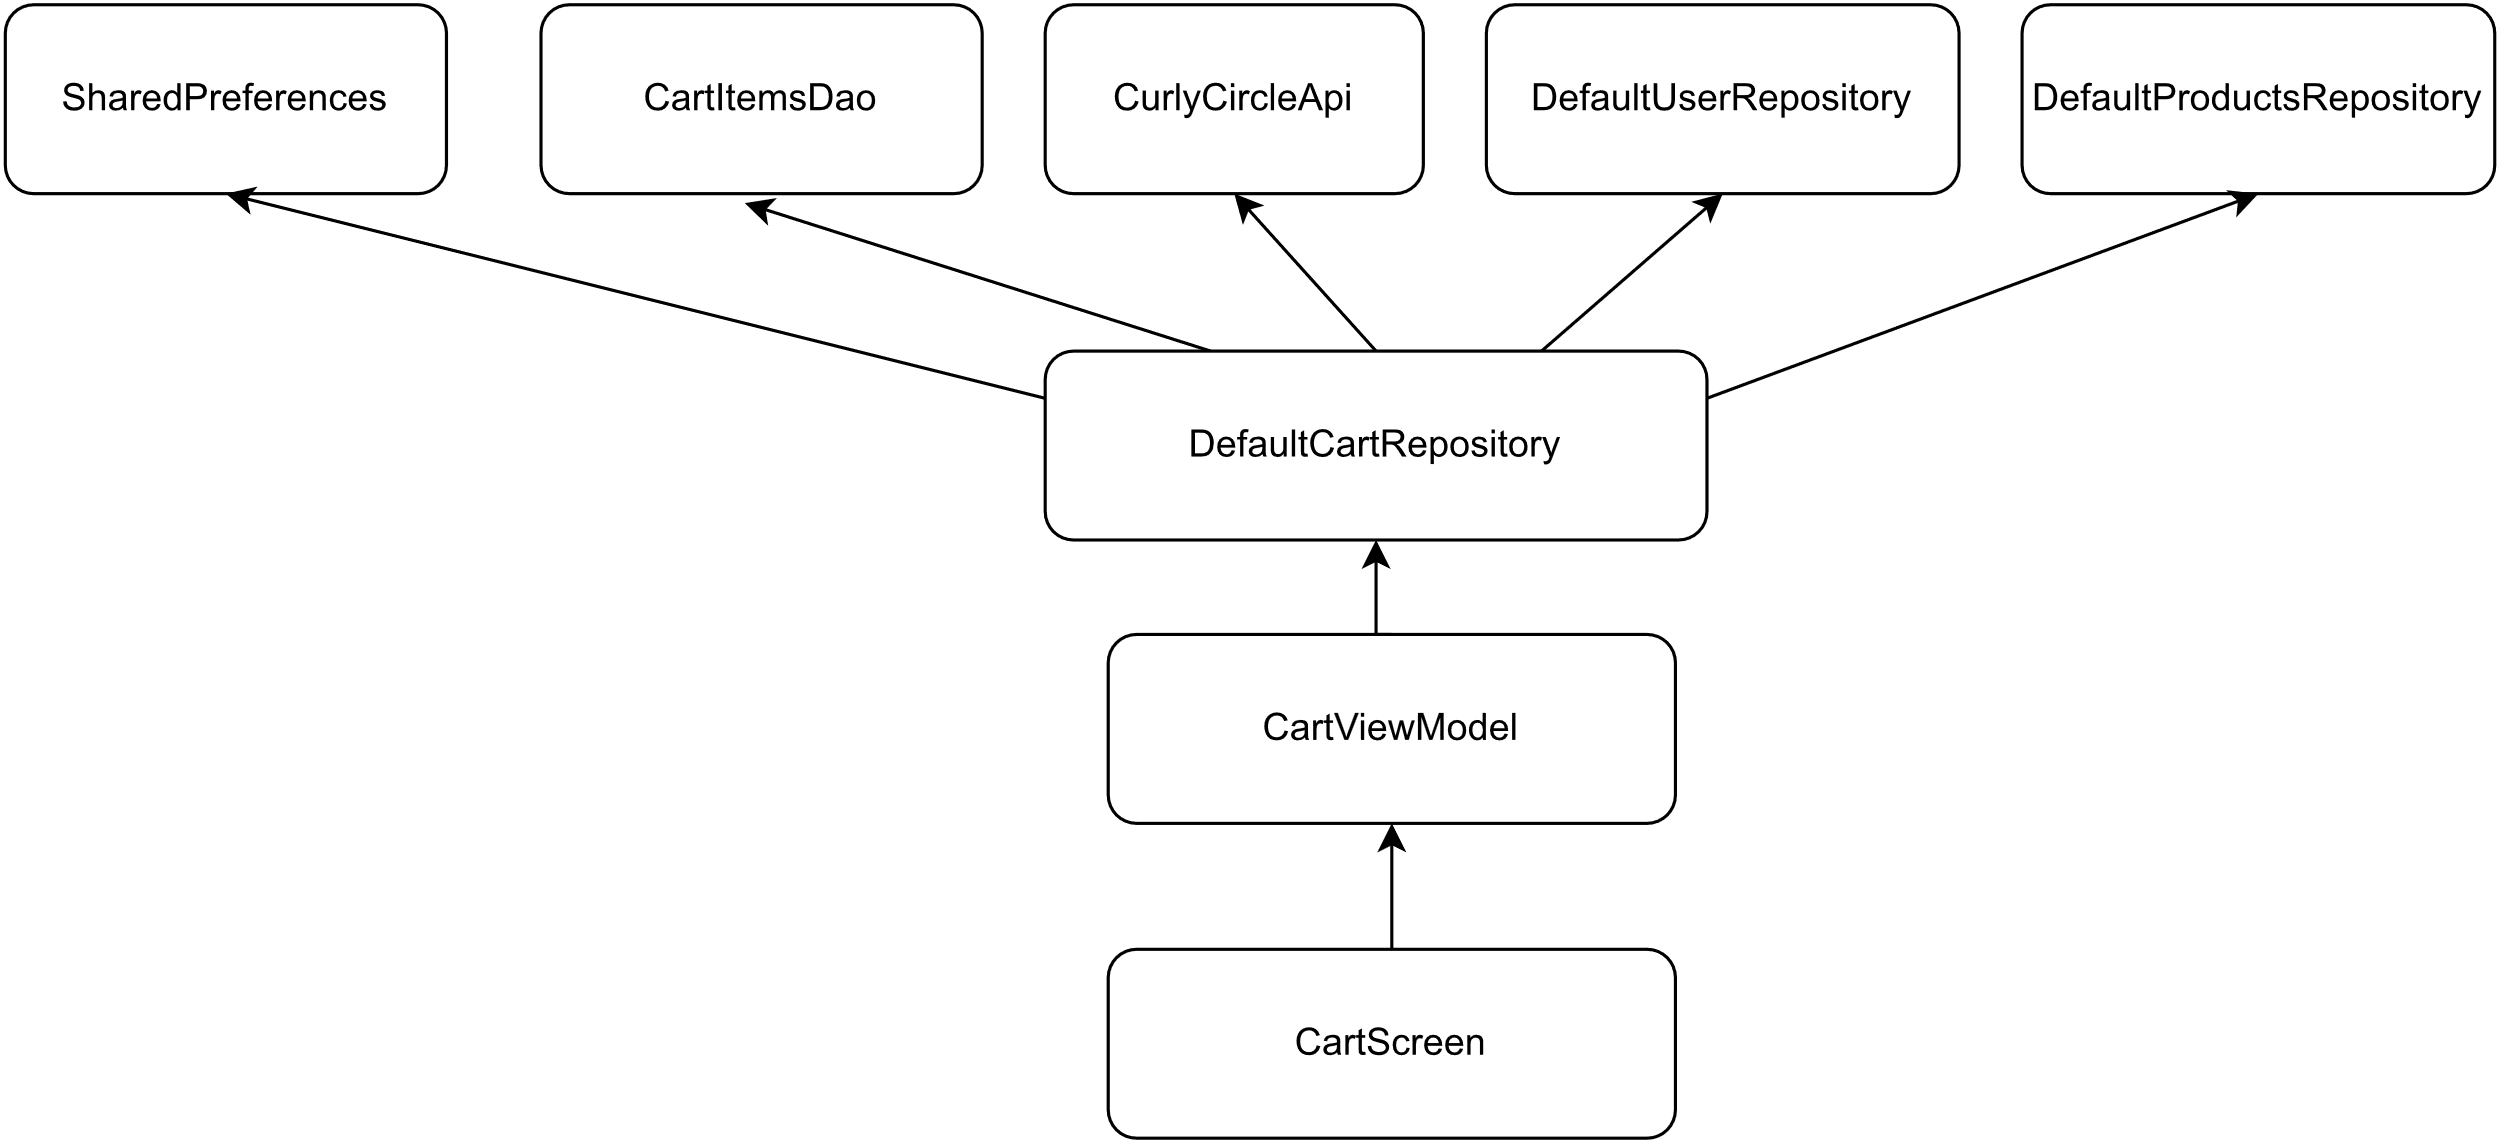 SharedPreferences
CartItemsDao
CurlyCircleApi
DefaultUserRepository
DefaultProductsRepository
DefaultCartRepository
CartViewModel
CartScreen